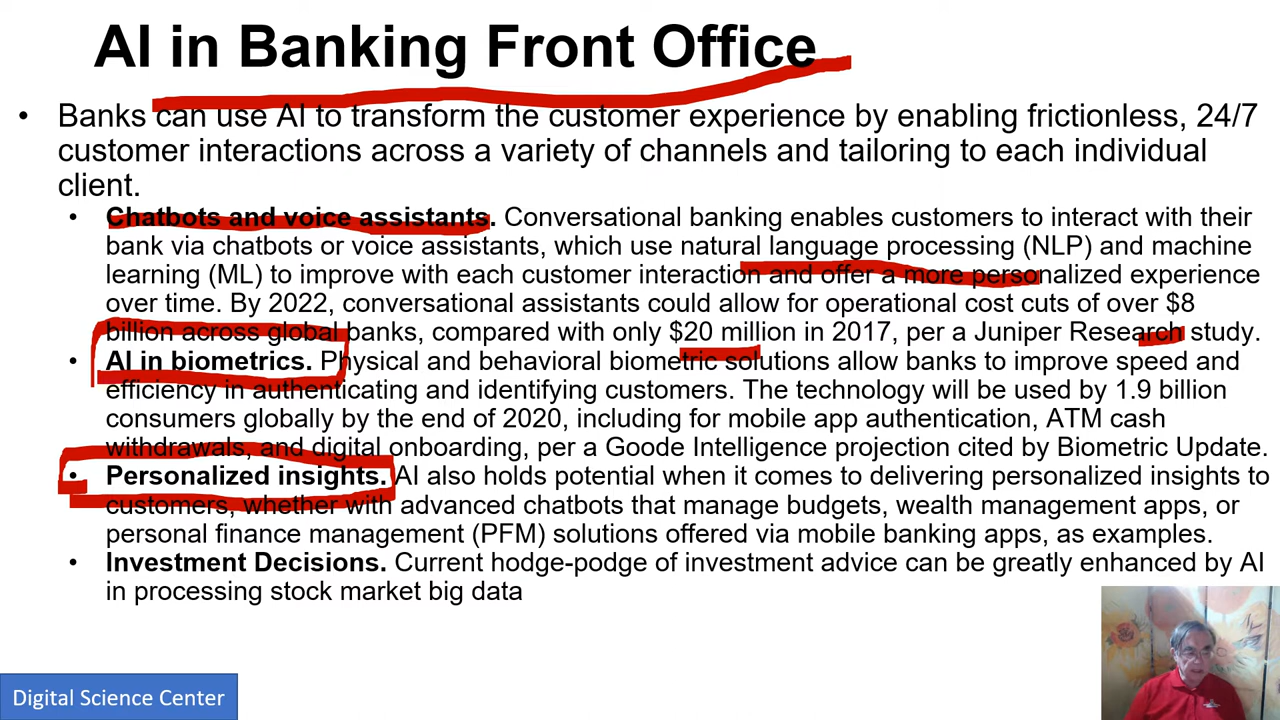 AI in Banking Front Office
• Banks can use AI to transform the customer experience by enabling frictionless, 24/7
customer interactions across a variety of channels and tailoring to each individual
client.
• Chatbots and voice assistants. Conversational banking enables customers to interact with their
bank via chatbots or voice assistants, which use natural language processing (NLP) and machine
learning (ML) to improve with each customer interaction and offer a more personalized experience
over time. By 2022, conversational assistants could allow for operational cost cuts of over $8
billion across global banks, compared with only $20 million in 2017, per a Juniper Research study.
• AI in biometrics. Physical and behavioral biometric solutions allow banks to improve speed and
efficiency in authenticating and identifying customers. The technology will be used by 1.9 billion
consumers globally by the end of 2020, including for mobile app authentication, ATM cash
withdrawals, and digital onboarding, per a Goode Intelligence projection cited by Biometric Update.
• Personalized insights. AI also holds potential when it comes to delivering personalized insights to
customers, whether with advanced chatbots that manage budgets, wealth management apps, or
personal finance management (PFM) solutions offered via mobile banking apps, as examples.
• Investment Decisions. Current hodge-podge of investment advice can be greatly enhanced by AI
in processing stock market big data
Digital Science Center